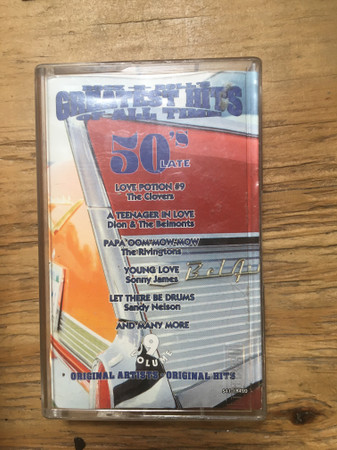 GREATEST HITS
OF ALL TIME
50's
LATE
LOVE POTION #9
The Clovers
A TEENAGER IN LOVE
Dion & The Belmonts
PAPA OOM MOW MOW
The Rivingtons
YOUNG LOVE
Sonny James
LET THERE BE DRUMS
Sandy Nelson
AND MANY MORE
9
VOLUME
ORIGINAL ARTISTS ORIGINAL HITS